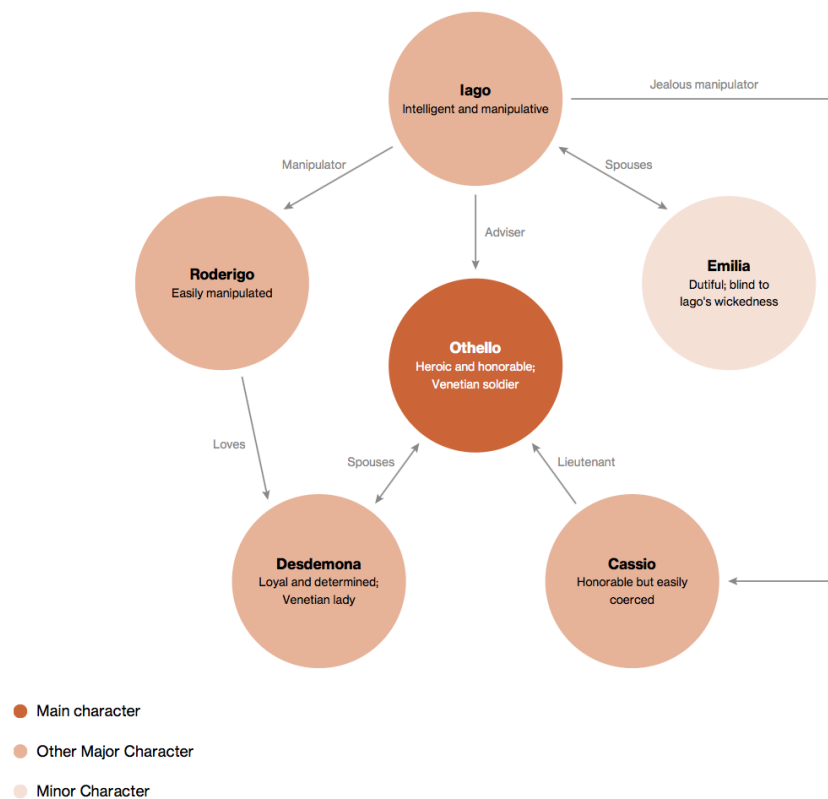 Iago
Intelligent and manipulative
Jealous manipulator
Manipulator
Spouses
Adviser
Roderigo
Easily manipulated
Emilia
Dutiful; blind to
Iago's wickedness
Othello
Heroic and honorable;
Venetian soldier
Loves
Spouses
Lieutenant
Desdemona
Loyal and determined;
Venetian lady
Cassio
Honorable but easily
coerced
Main character
Other Major Character
Minor Character